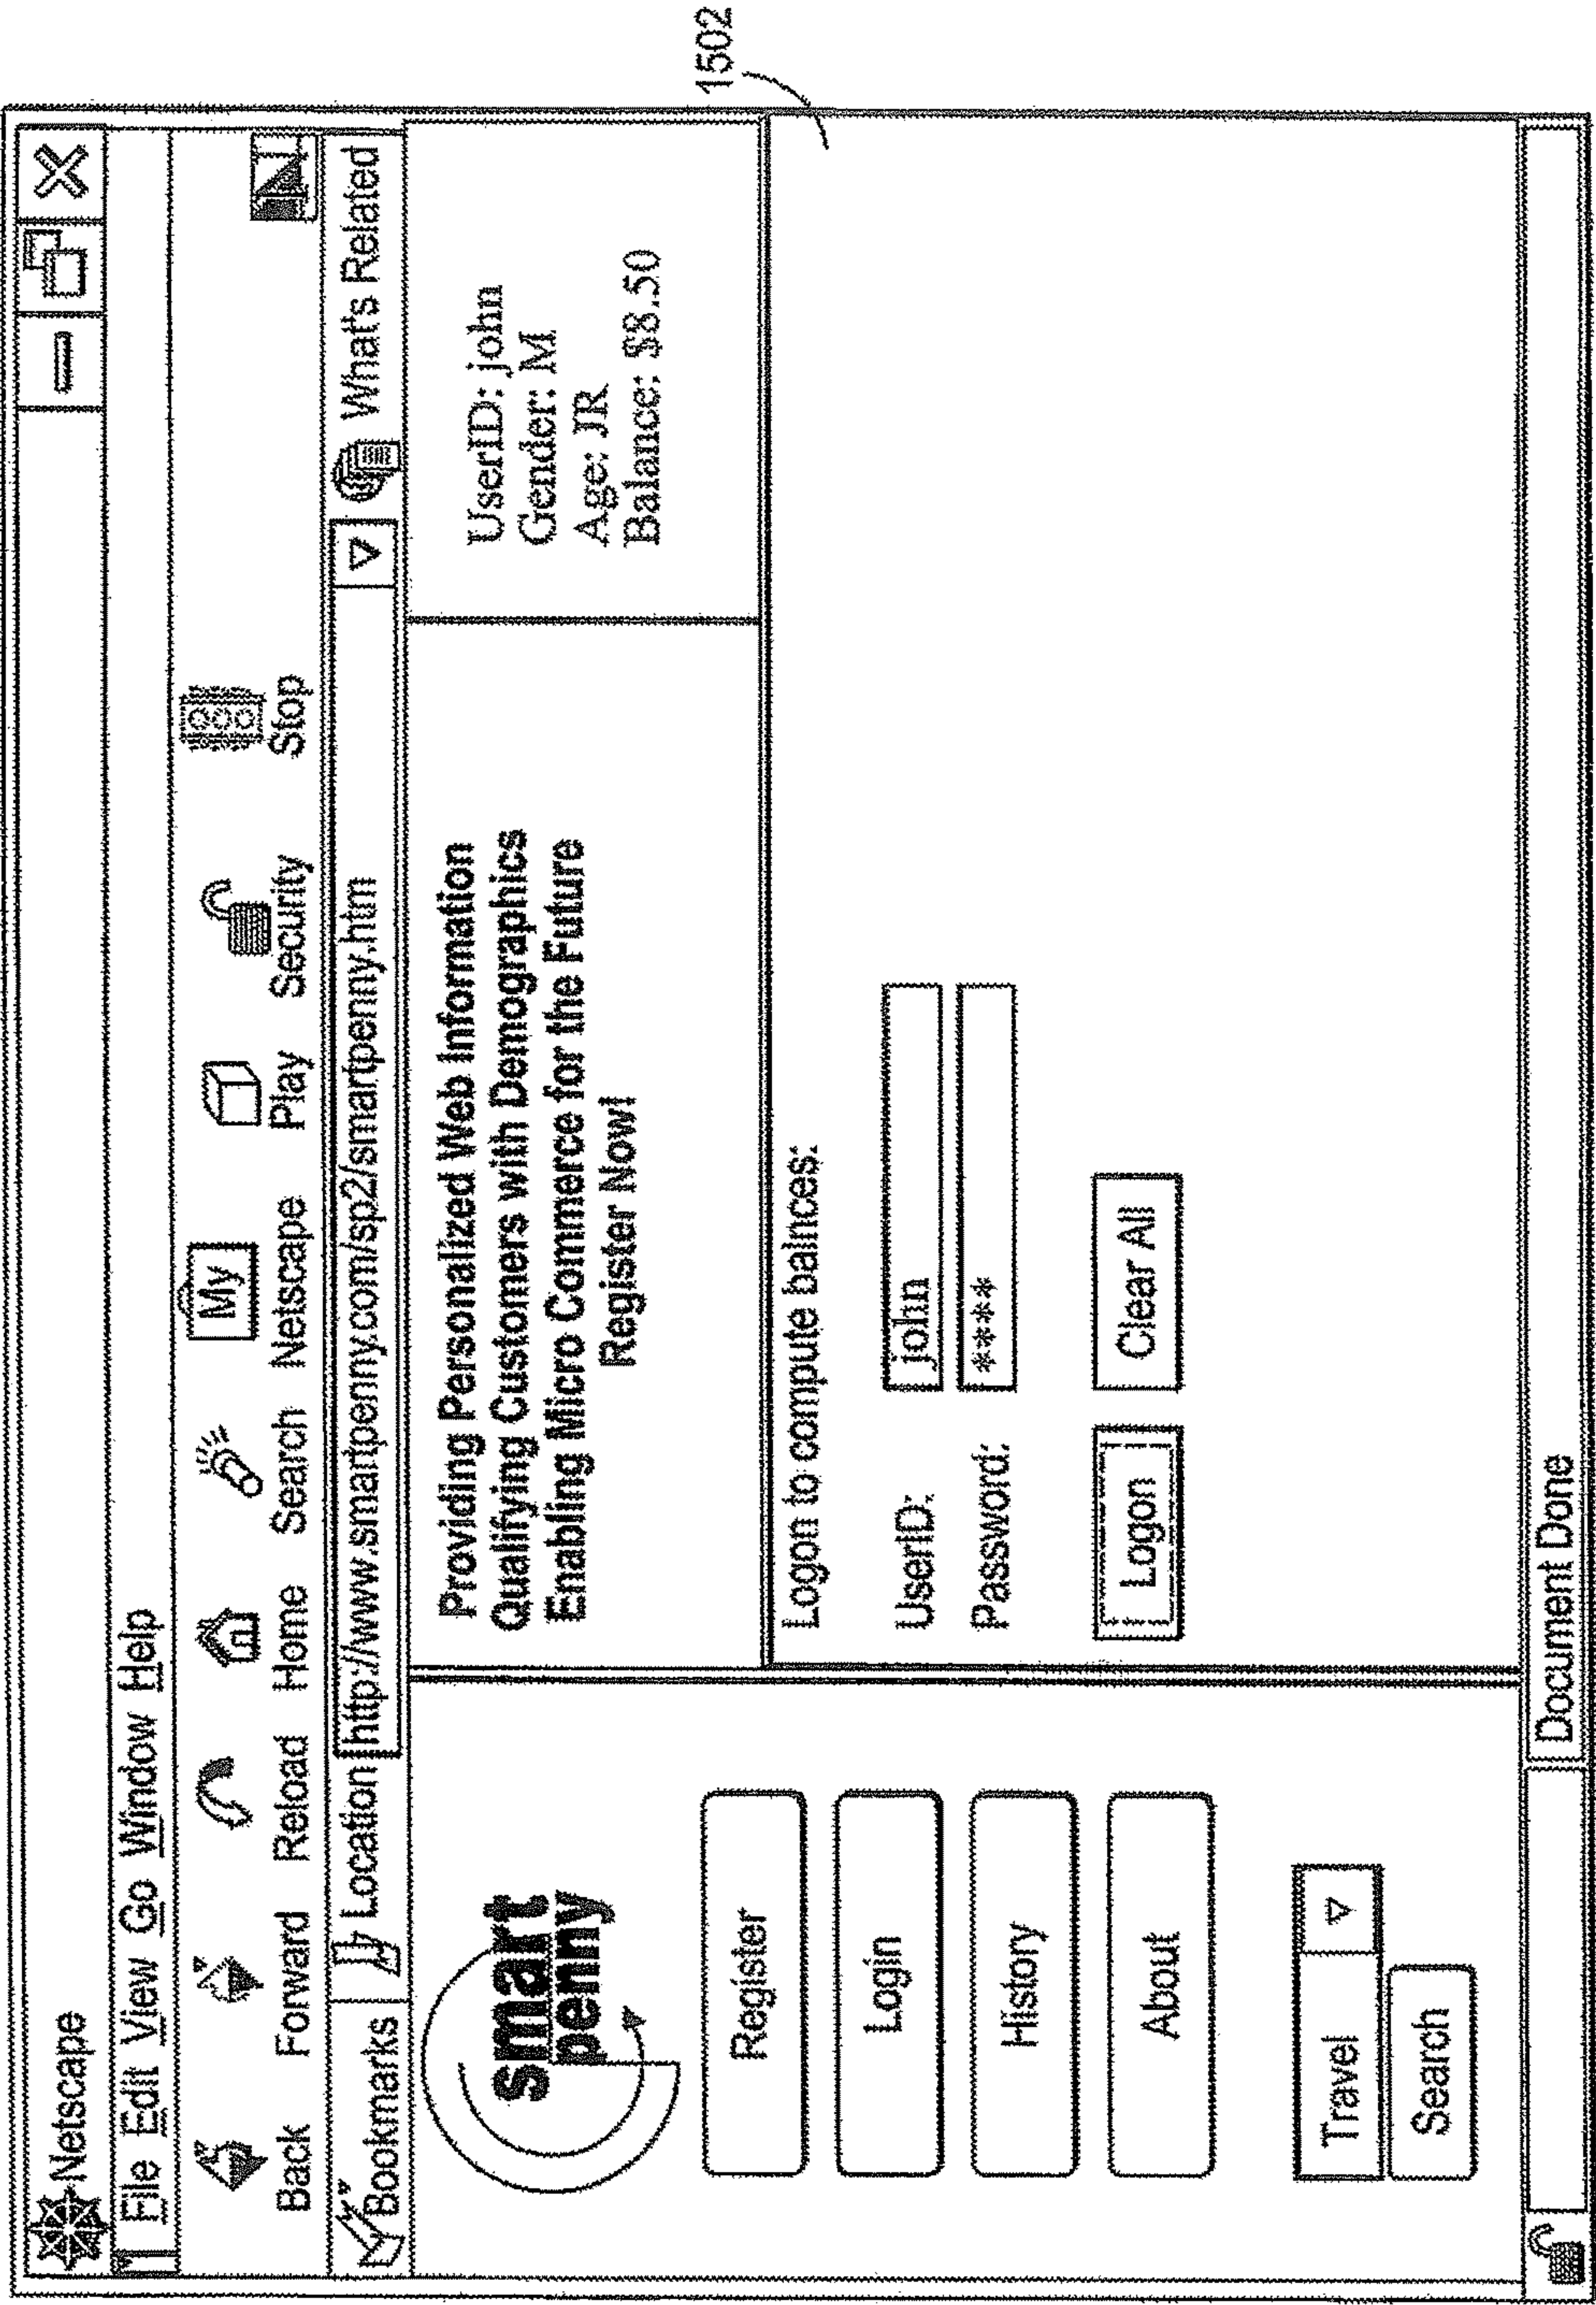 Netscape
File Edit View Go Window Help
Back Forward Reload Home Search Netscape Play Security Stop
My
N
Bookmarks Location http://www.smartpenny.com/sp2/smartpenny.htm What's Related
smart
penny
Register
Login
History
About
Travel
Search
Providing Personalized Web Information
Qualifying Customers with Demographics
Enabling Micro Commerce for the Future
Register Now!
UserID: john
Gender: M
Age: JR
Balance: $8.50
Logon to compute balnces:
UserID: john
Password: ****
Logon Clear All
Document Done
1502